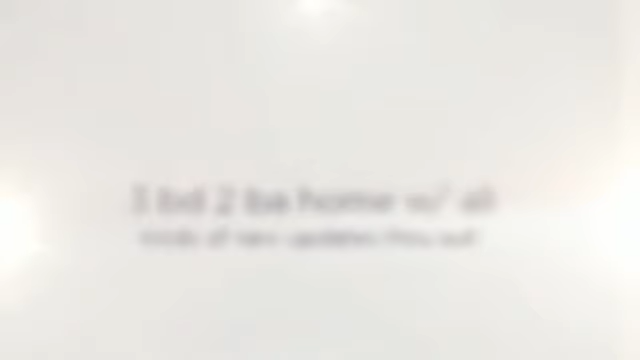 3 bd 2 ba home w/ all
kinds of new updates thru out!